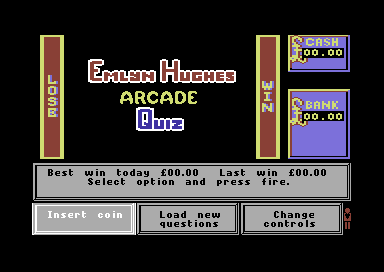 LOSE
Emlyn Hughes
ARCADE
Quiz
WIN
CASH
£00.00
BANK
£00.00
Best win today £00.00 Last win £00.00
Select option and press fire.
Insert coin
Load new
questions
Change
controls